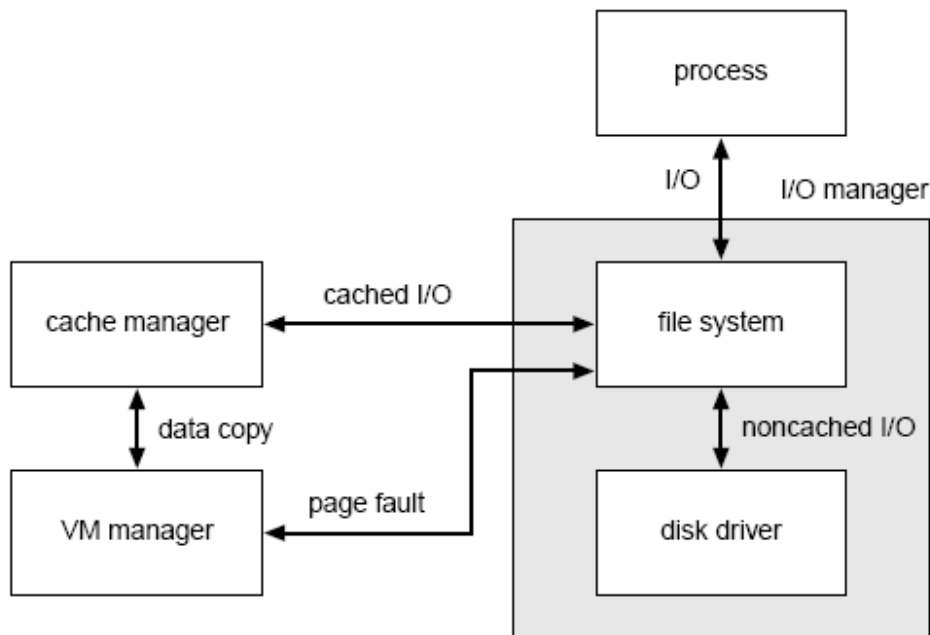 process
I/O
I/O manager
cached I/O
cache manager
file system
data copy
noncached I/O
page fault
VM manager
disk driver